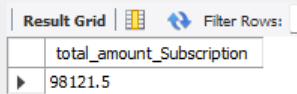 Result Grid Filter Rows:
total_amount_Subscription
98121.5